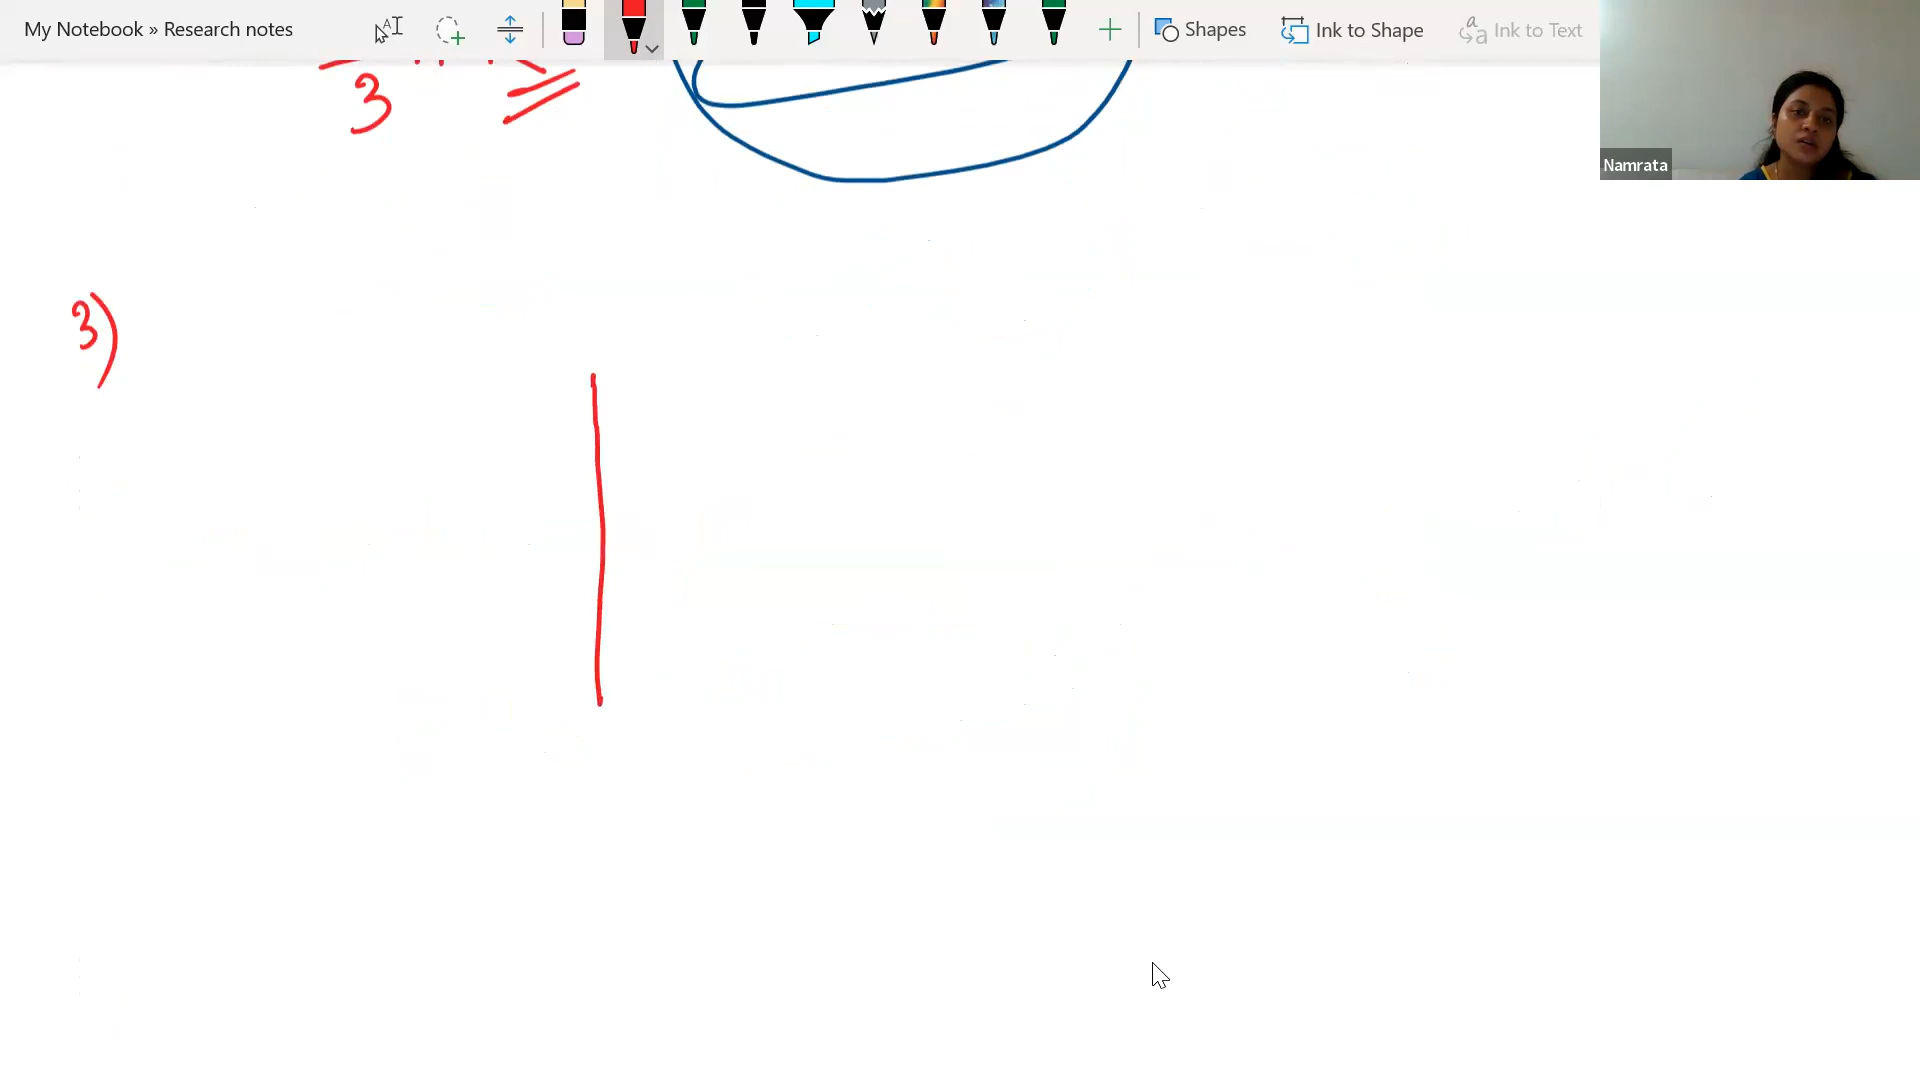 My Notebook » Research notes
Shapes
Ink to Shape
a
a Ink to Text
3
Namrata
3)